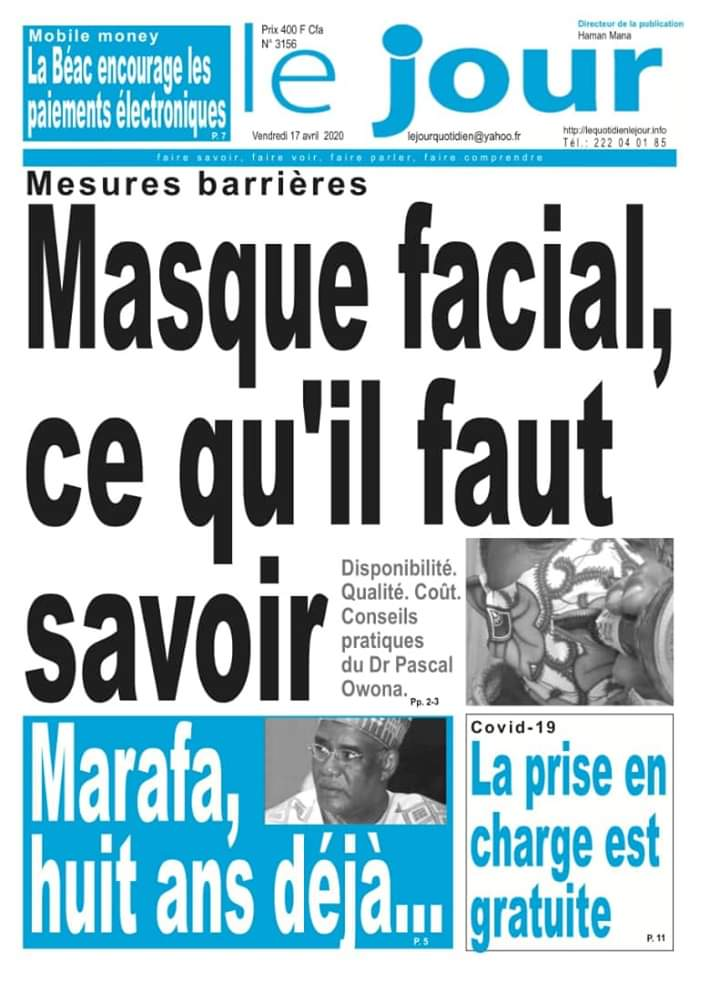 Mobile money
La Béac encourage les
paiements électroniques
P. 7
Prix 400 F Cfa
N° 3156
le jour
Directeur de la publication
Haman Mana
Vendredi 17 avril 2020
lejourquotidien@yahoo.fr
http://lequotidienlejour.info
Tél.: 222 04 01 85
faire savoir, faire voir, faire parler, faire comprendre
Mesures barrières
Masque facial,
ce qu'il faut
savoir
Disponibilité.
Qualité. Coût.
Conseils
pratiques
du Dr Pascal
Owona.
Pp. 2-3
Marafa,
huit ans déjà...
P. 5
Covid-19
La prise en
charge est
gratuite
P. 11